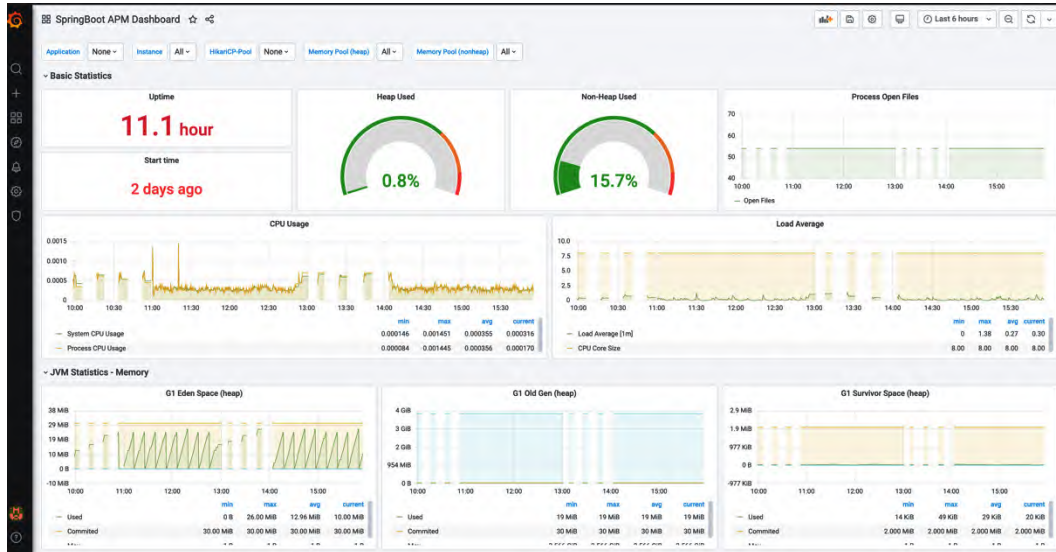 SpringBoot APM Dashboard
Last 6 hours
Application None Instance All HikariCP-Pool None Memory Pool (heap) All Memory Pool (nonheap) All
Basic Statistics
Uptime
11.1 hour
Start time
2 days ago
Heap Used
0.8%
Non-Heap Used
15.7%
Process Open Files
70
60
50
40
10:00 11:00 12:00 13:00 14:00 15:00
Open Files
CPU Usage
0.0015
0.0010
0.0005
0
10:00 10:30 11:00 11:30 12:00 12:30 13:00 13:30 14:00 14:30 15:00 15:30
min max avg current
System CPU Usage 0.000146 0.001451 0.000355 0.000316
Process CPU Usage 0.000084 0.001445 0.000356 0.000170
Load Average
10.0
7.5
5.0
2.5
0
10:00 10:30 11:00 11:30 12:00 12:30 13:00 13:30 14:00 14:30 15:00 15:30
min max avg current
Load Average [1m] 0 1.38 0.27 0.30
CPU Core Size 8.00 8.00 8.00 8.00
JVM Statistics - Memory
G1 Eden Space (heap)
38 MiB
29 MiB
19 MiB
10 MiB
0 B
-10 MiB
10:00 11:00 12:00 13:00 14:00 15:00
min max avg current
Used 0 B 26.00 MiB 12.96 MiB 10.00 MiB
Commited 30.00 MiB 30.00 MiB 30.00 MiB 30.00 MiB
G1 Old Gen (heap)
4 GiB
3 GiB
2 GiB
954 MiB
0 B
10:00 11:00 12:00 13:00 14:00 15:00
min max avg current
Used 19 MiB 19 MiB 19 MiB 19 MiB
Commited 30 MiB 30 MiB 30 MiB 30 MiB
G1 Survivor Space (heap)
2.9 MiB
1.9 MiB
977 KiB
0 B
-977 KiB
10:00 11:00 12:00 13:00 14:00 15:00
min max avg current
Used 14 KiB 49 KiB 29 KiB 20 KiB
Commited 2.000 MiB 2.000 MiB 2.000 MiB 2.000 MiB